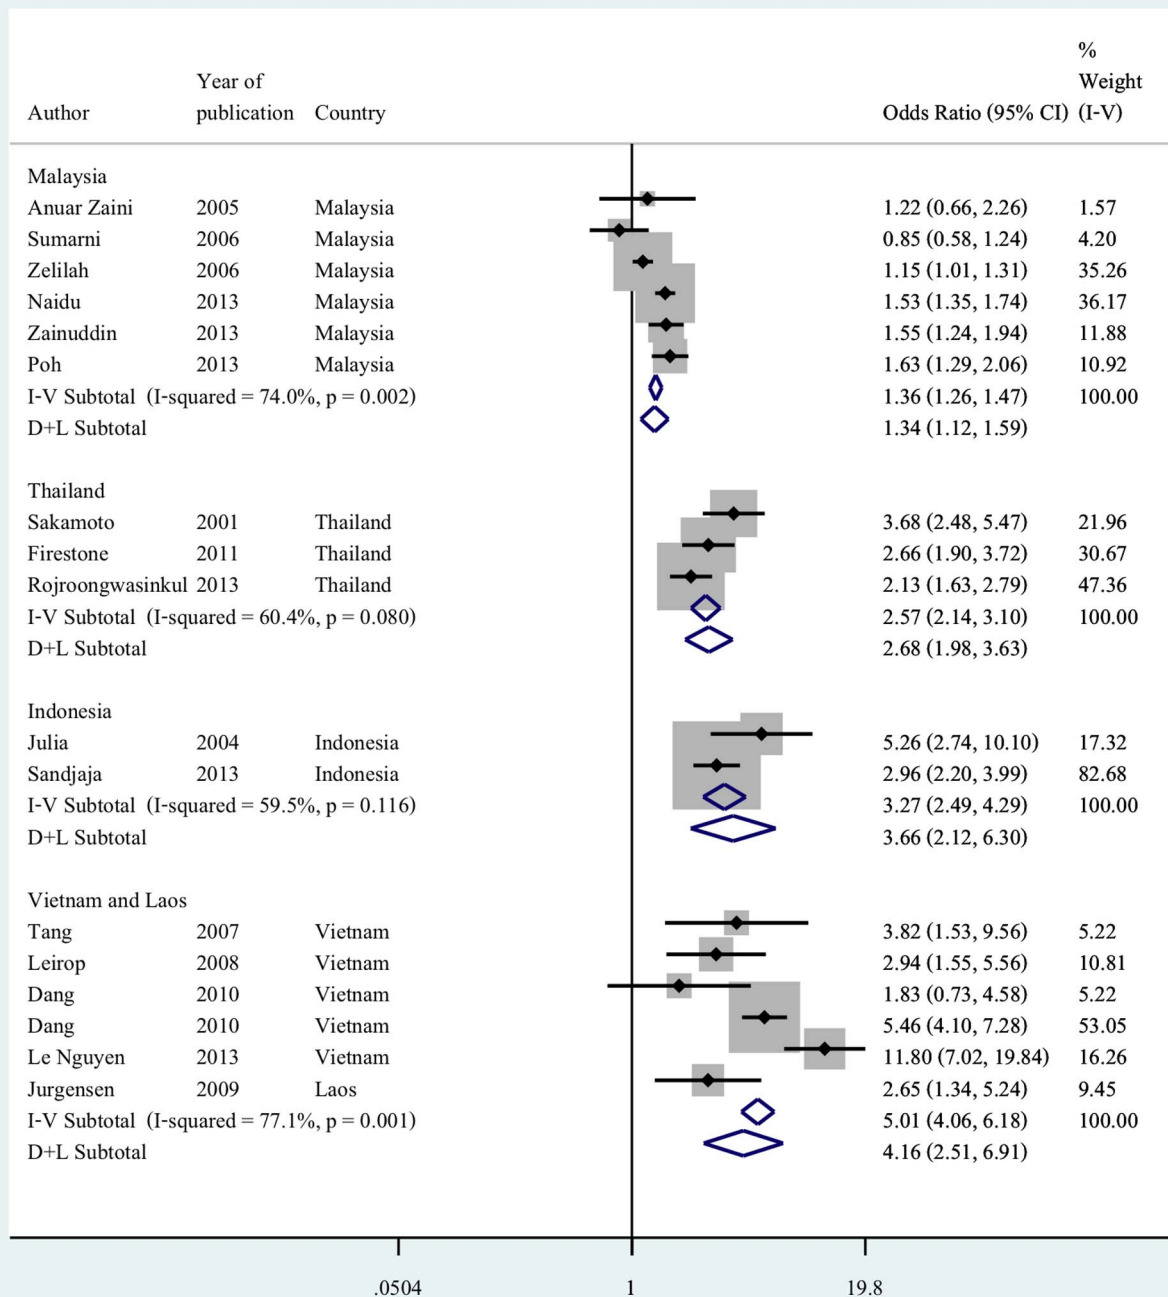 %
Year of Weight
Author publication Country Odds Ratio (95% CI) (I-V)
Malaysia
Anuar Zaini 2005 Malaysia 1.22 (0.66, 2.26) 1.57
Sumarni 2006 Malaysia 0.85 (0.58, 1.24) 4.20
Zelilah 2006 Malaysia 1.15 (1.01, 1.31) 35.26
Naidu 2013 Malaysia 1.53 (1.35, 1.74) 36.17
Zainuddin 2013 Malaysia 1.55 (1.24, 1.94) 11.88
Poh 2013 Malaysia 1.63 (1.29, 2.06) 10.92
I-V Subtotal (I-squared = 74.0%, p = 0.002) 1.36 (1.26, 1.47) 100.00
D+L Subtotal 1.34 (1.12, 1.59)
Thailand
Sakamoto 2001 Thailand 3.68 (2.48, 5.47) 21.96
Firestone 2011 Thailand 2.66 (1.90, 3.72) 30.67
Rojroongwasinkul 2013 Thailand 2.13 (1.63, 2.79) 47.36
I-V Subtotal (I-squared = 60.4%, p = 0.080) 2.57 (2.14, 3.10) 100.00
D+L Subtotal 2.68 (1.98, 3.63)
Indonesia
Julia 2004 Indonesia 5.26 (2.74, 10.10) 17.32
Sandjaja 2013 Indonesia 2.96 (2.20, 3.99) 82.68
I-V Subtotal (I-squared = 59.5%, p = 0.116) 3.27 (2.49, 4.29) 100.00
D+L Subtotal 3.66 (2.12, 6.30)
Vietnam and Laos
Tang 2007 Vietnam 3.82 (1.53, 9.56) 5.22
Leirop 2008 Vietnam 2.94 (1.55, 5.56) 10.81
Dang 2010 Vietnam 1.83 (0.73, 4.58) 5.22
Dang 2010 Vietnam 5.46 (4.10, 7.28) 53.05
Le Nguyen 2013 Vietnam 11.80 (7.02, 19.84) 16.26
Jurgensen 2009 Laos 2.65 (1.34, 5.24) 9.45
I-V Subtotal (I-squared = 77.1%, p = 0.001) 5.01 (4.06, 6.18) 100.00
D+L Subtotal 4.16 (2.51, 6.91)
.0504 1 19.8